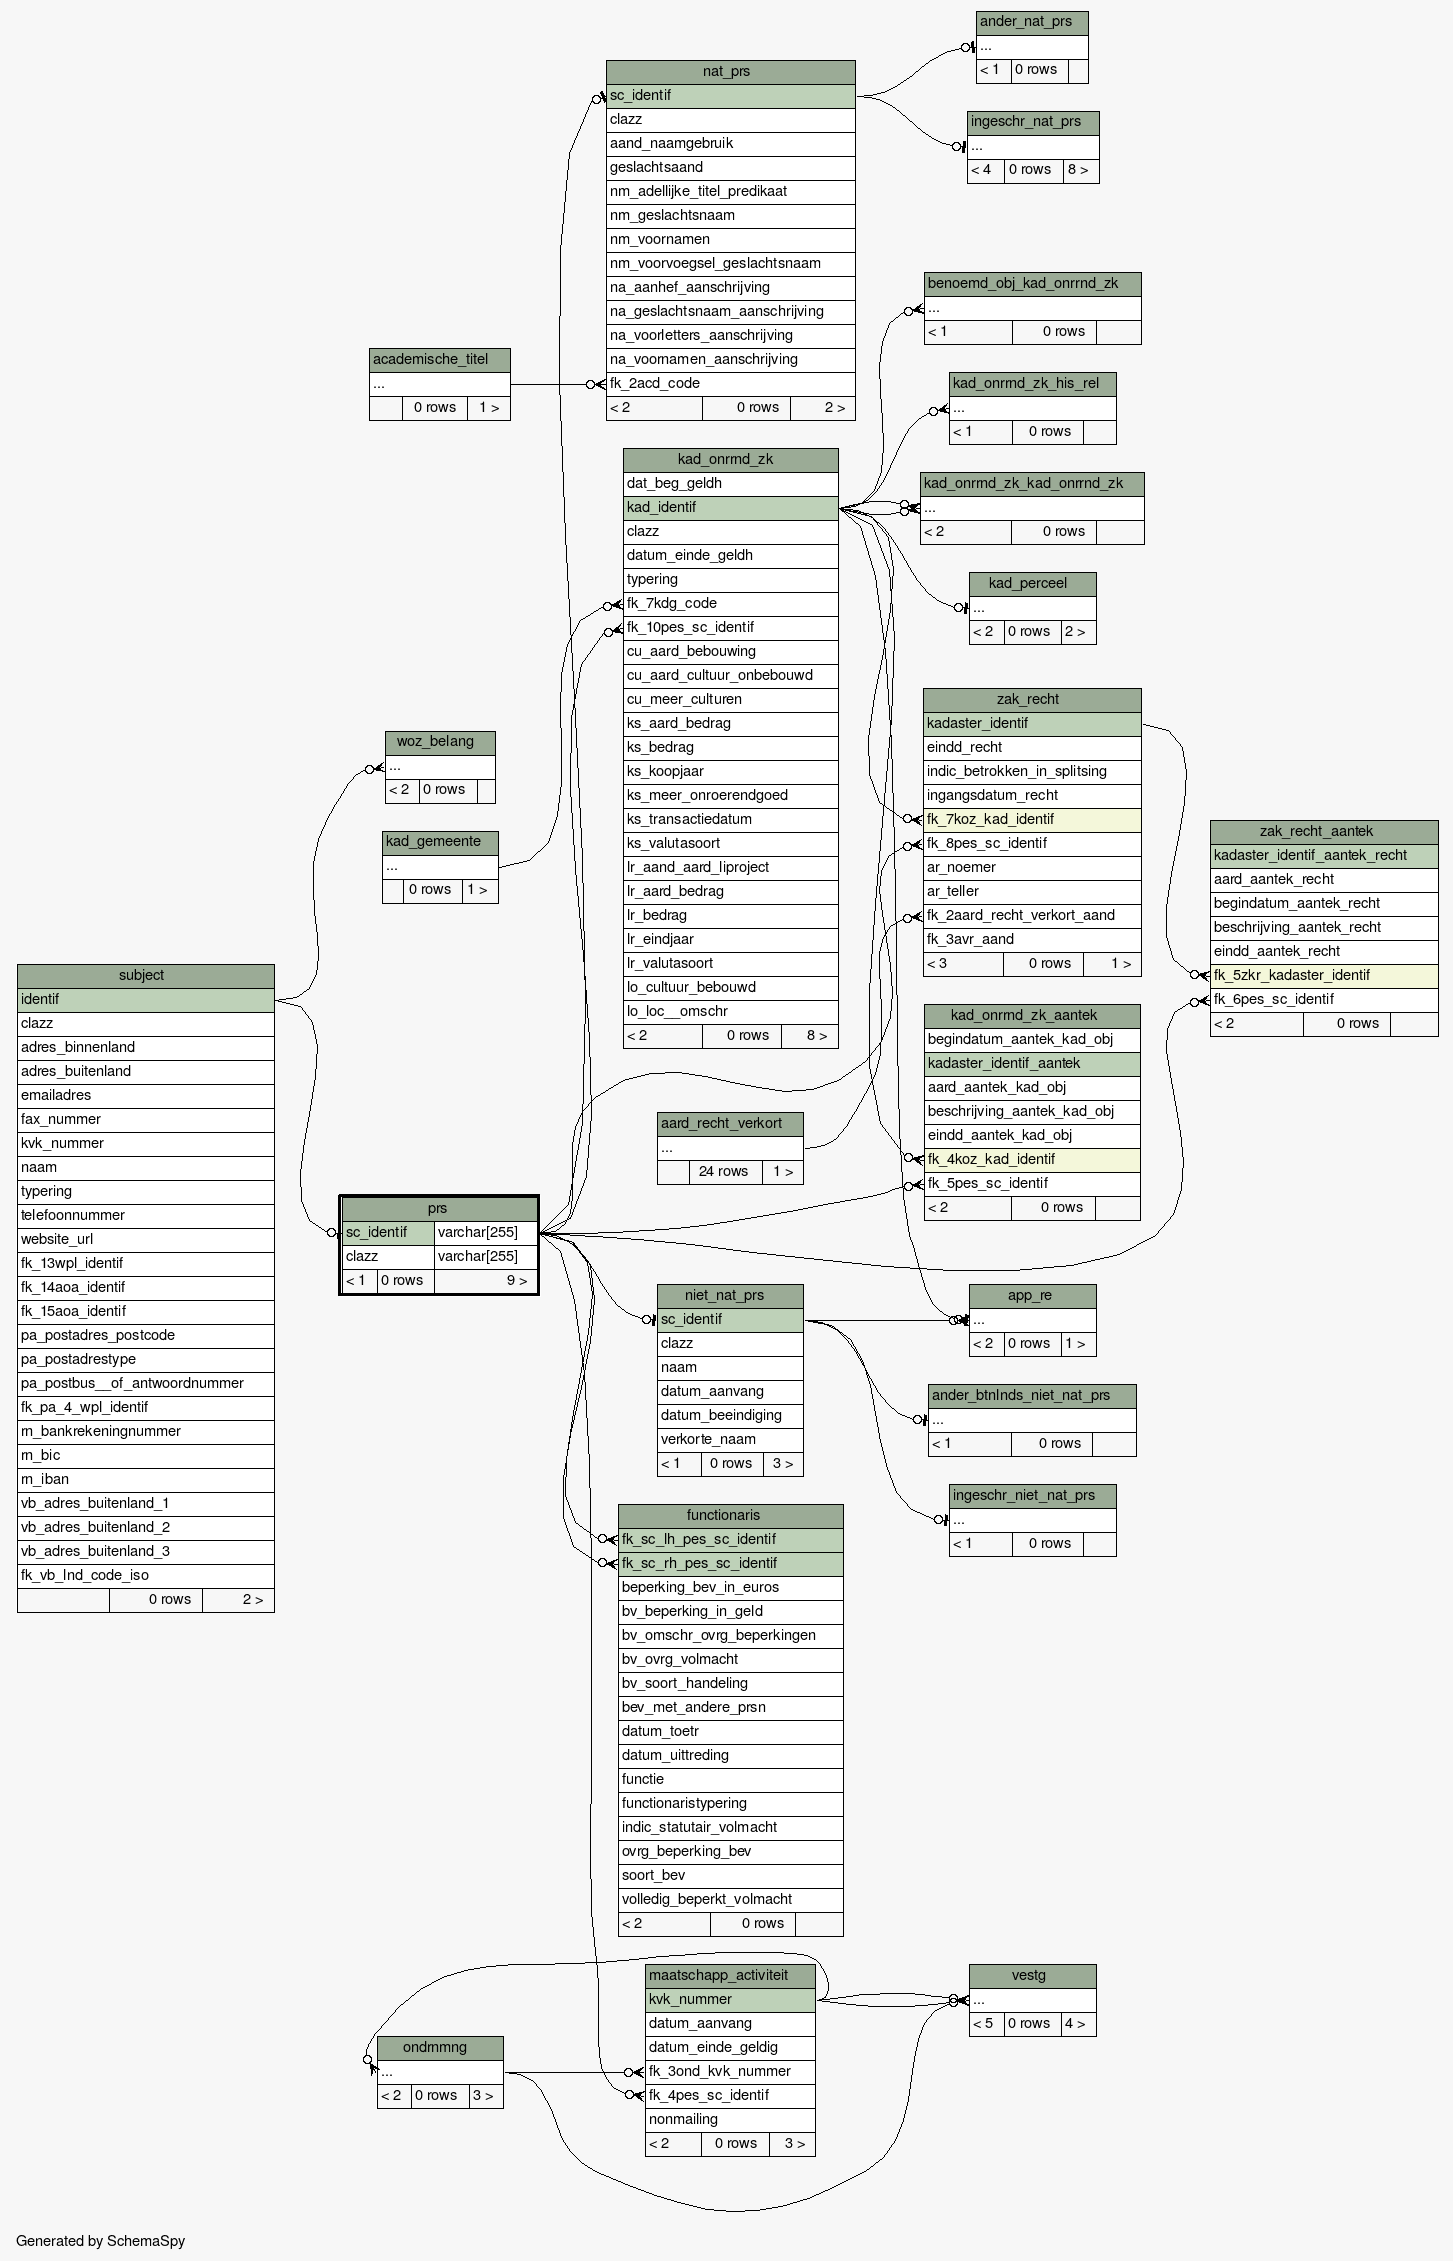 ander_nat_prs
...
< 1 0 rows
nat_prs
sc_identif
clazz
aand_naamgebruik
geslachtsaand
nm_adellijke_titel_predikaat
nm_geslachtsnaam
nm_voornamen
nm_voorvoegsel_geslachtsnaam
na_aanhef_aanschrijving
na_geslachtsnaam_aanschrijving
na_voorletters_aanschrijving
na_voornamen_aanschrijving
fk_2acd_code
< 2 0 rows 2 >
ingeschr_nat_prs
...
< 4 0 rows 8 >
benoemd_obj_kad_onrrnd_zk
...
< 1 0 rows
academische_titel
...
0 rows 1 >
kad_onrrnd_zk_his_rel
...
< 1 0 rows
kad_onrrnd_zk
dat_beg_geldh
kad_identif
clazz
datum_einde_geldh
typering
fk_7kdg_code
fk_10pes_sc_identif
cu_aard_bebouwing
cu_aard_cultuur_onbebouwd
cu_meer_culturen
ks_aard_bedrag
ks_bedrag
ks_koopjaar
ks_meer_onroerendgoed
ks_transactiedatum
ks_valutasoort
lr_aand_aard_liproject
lr_aard_bedrag
lr_bedrag
lr_eindjaar
lr_valutasoort
lo_cultuur_bebouwd
lo_loc__omschr
< 2 0 rows 8 >
kad_onrrnd_zk_kad_onrrnd_zk
...
< 2 0 rows
kad_perceel
...
< 2 0 rows 2 >
zak_recht
kadaster_identif
eindd_recht
indic_betrokken_in_splitsing
ingangsdatum_recht
fk_7koz_kad_identif
fk_8pes_sc_identif
ar_noemer
ar_teller
fk_2aard_recht_verkort_aand
fk_3avr_aand
< 3 0 rows 1 >
woz_belang
...
< 2 0 rows
kad_gemeente
...
0 rows 1 >
zak_recht_aantek
kadaster_identif_aantek_recht
aard_aantek_recht
begindatum_aantek_recht
beschrijving_aantek_recht
eindd_aantek_recht
fk_5zkr_kadaster_identif
fk_6pes_sc_identif
< 2 0 rows
subject
identif
clazz
adres_binnenland
adres_buitenland
emailadres
fax_nummer
kvk_nummer
naam
typering
telefoonnummer
website_url
fk_13wpl_identif
fk_14aoa_identif
fk_15aoa_identif
pa_postadres_postcode
pa_postadrestype
pa_postbus__of_antwoordnummer
fk_pa_4_wpl_identif
rn_bankrekeningnummer
rn_bic
rn_iban
vb_adres_buitenland_1
vb_adres_buitenland_2
vb_adres_buitenland_3
fk_vb_lnd_code_iso
0 rows 2 >
kad_onrrnd_zk_aantek
begindatum_aantek_kad_obj
kadaster_identif_aantek
aard_aantek_kad_obj
beschrijving_aantek_kad_obj
eindd_aantek_kad_obj
fk_4koz_kad_identif
fk_5pes_sc_identif
< 2 0 rows
aard_recht_verkort
...
24 rows 1 >
prs
sc_identif varchar[255]
clazz varchar[255]
< 1 0 rows 9 >
niet_nat_prs
sc_identif
clazz
naam
datum_aanvang
datum_beeindiging
verkorte_naam
< 1 0 rows 3 >
app_re
...
< 2 0 rows 1 >
ander_btnlnds_niet_nat_prs
...
< 1 0 rows
ingeschr_niet_nat_prs
...
< 1 0 rows
functionaris
fk_sc_lh_pes_sc_identif
fk_sc_rh_pes_sc_identif
beperking_bev_in_euros
bv_beperking_in_geld
bv_omschr_ovrg_beperkingen
bv_ovrg_volmacht
bv_soort_handeling
bev_met_andere_prsn
datum_toetr
datum_uittreding
functie
functionaristypering
indic_statutair_volmacht
ovrg_beperking_bev
soort_bev
volledig_beperkt_volmacht
< 2 0 rows
maatschapp_activiteit
kvk_nummer
datum_aanvang
datum_einde_geldig
fk_3ond_kvk_nummer
fk_4pes_sc_identif
nonmailing
< 2 0 rows 3 >
vestg
...
< 5 0 rows 4 >
ondrnmng
...
< 2 0 rows 3 >
Generated by SchemaSpy